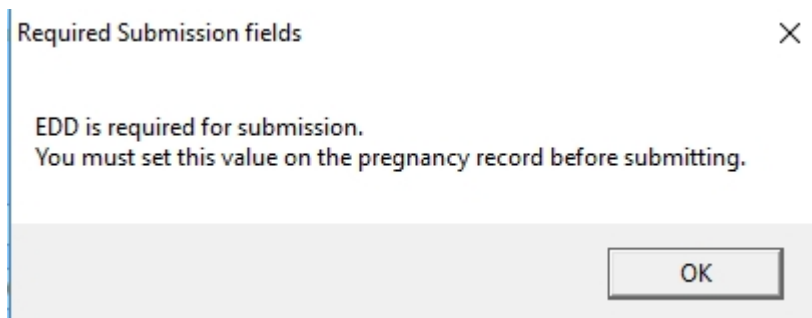 Required Submission fields
EDD is required for submission.
You must set this value on the pregnancy record before submitting.
OK